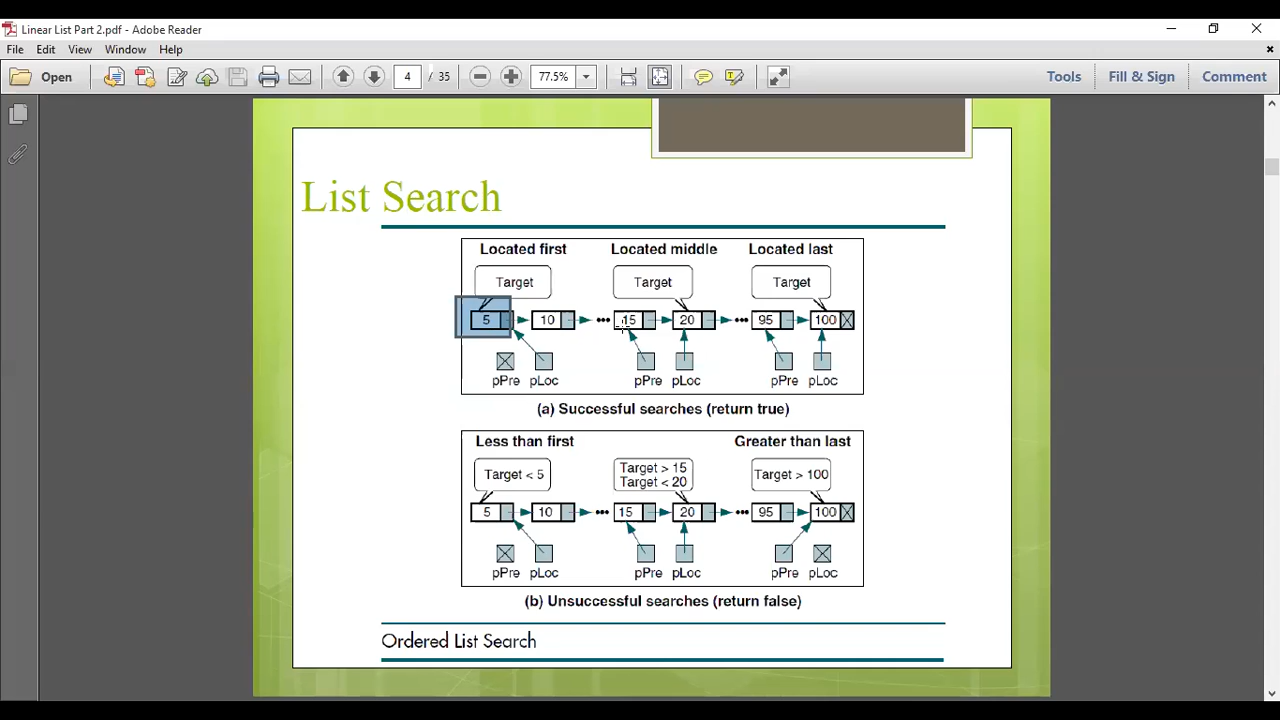 Linear List Part 2.pdf - Adobe Reader
File Edit View Window Help
Open 4 / 35 77.5% Tools Fill & Sign Comment
List Search
Located first Located middle Located last
Target Target Target
5 10 ••• 15 20 ••• 95 100
pPre pLoc pPre pLoc pPre pLoc
(a) Successful searches (return true)
Less than first Greater than last
Target < 5 Target > 15 Target > 100
Target < 20
5 10 ••• 15 20 ••• 95 100
pPre pLoc pPre pLoc pPre pLoc
(b) Unsuccessful searches (return false)
Ordered List Search